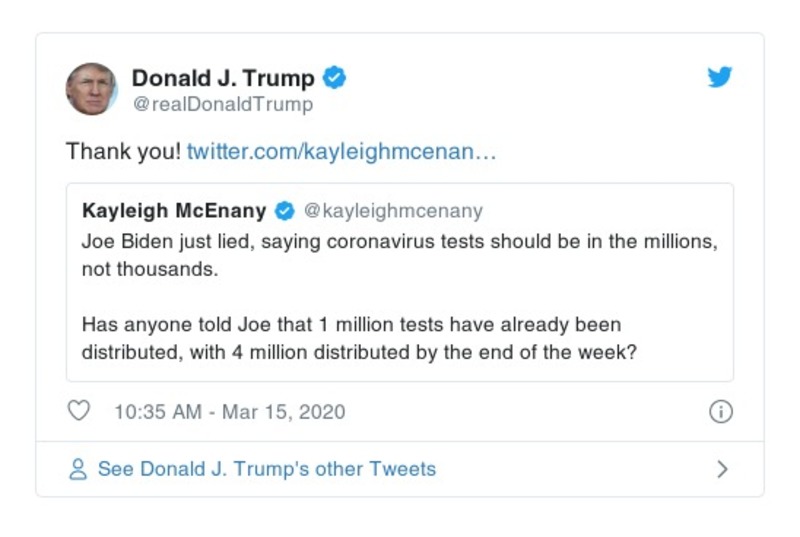 Donald J. Trump
@realDonaldTrump
Thank you! twitter.com/kayleighmcenan…
Kayleigh McEnany @kayleighmcenany
Joe Biden just lied, saying coronavirus tests should be in the millions,
not thousands.
Has anyone told Joe that 1 million tests have already been
distributed, with 4 million distributed by the end of the week?
10:35 AM - Mar 15, 2020
See Donald J. Trump's other Tweets